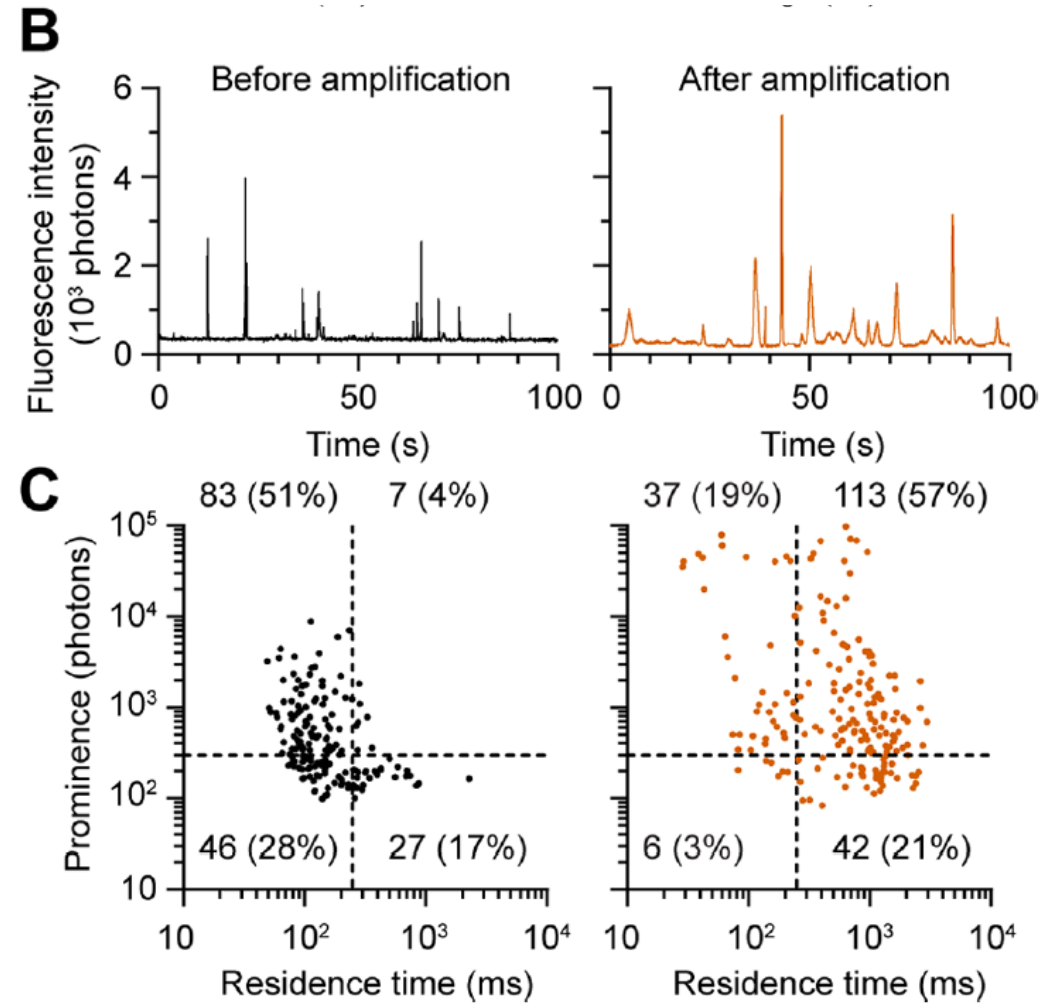 B
Before amplification
After amplification
Fluorescence intensity
(10³ photons)
6
4
2
0
0 50 100
0 50 100
Time (s)
Time (s)
C
83 (51%) 7 (4%)
37 (19%) 113 (57%)
Prominence (photons)
10⁵
10⁴
10³
10²
10
46 (28%) 27 (17%)
6 (3%) 42 (21%)
10 10² 10³ 10⁴
10 10² 10³ 10⁴
Residence time (ms)
Residence time (ms)